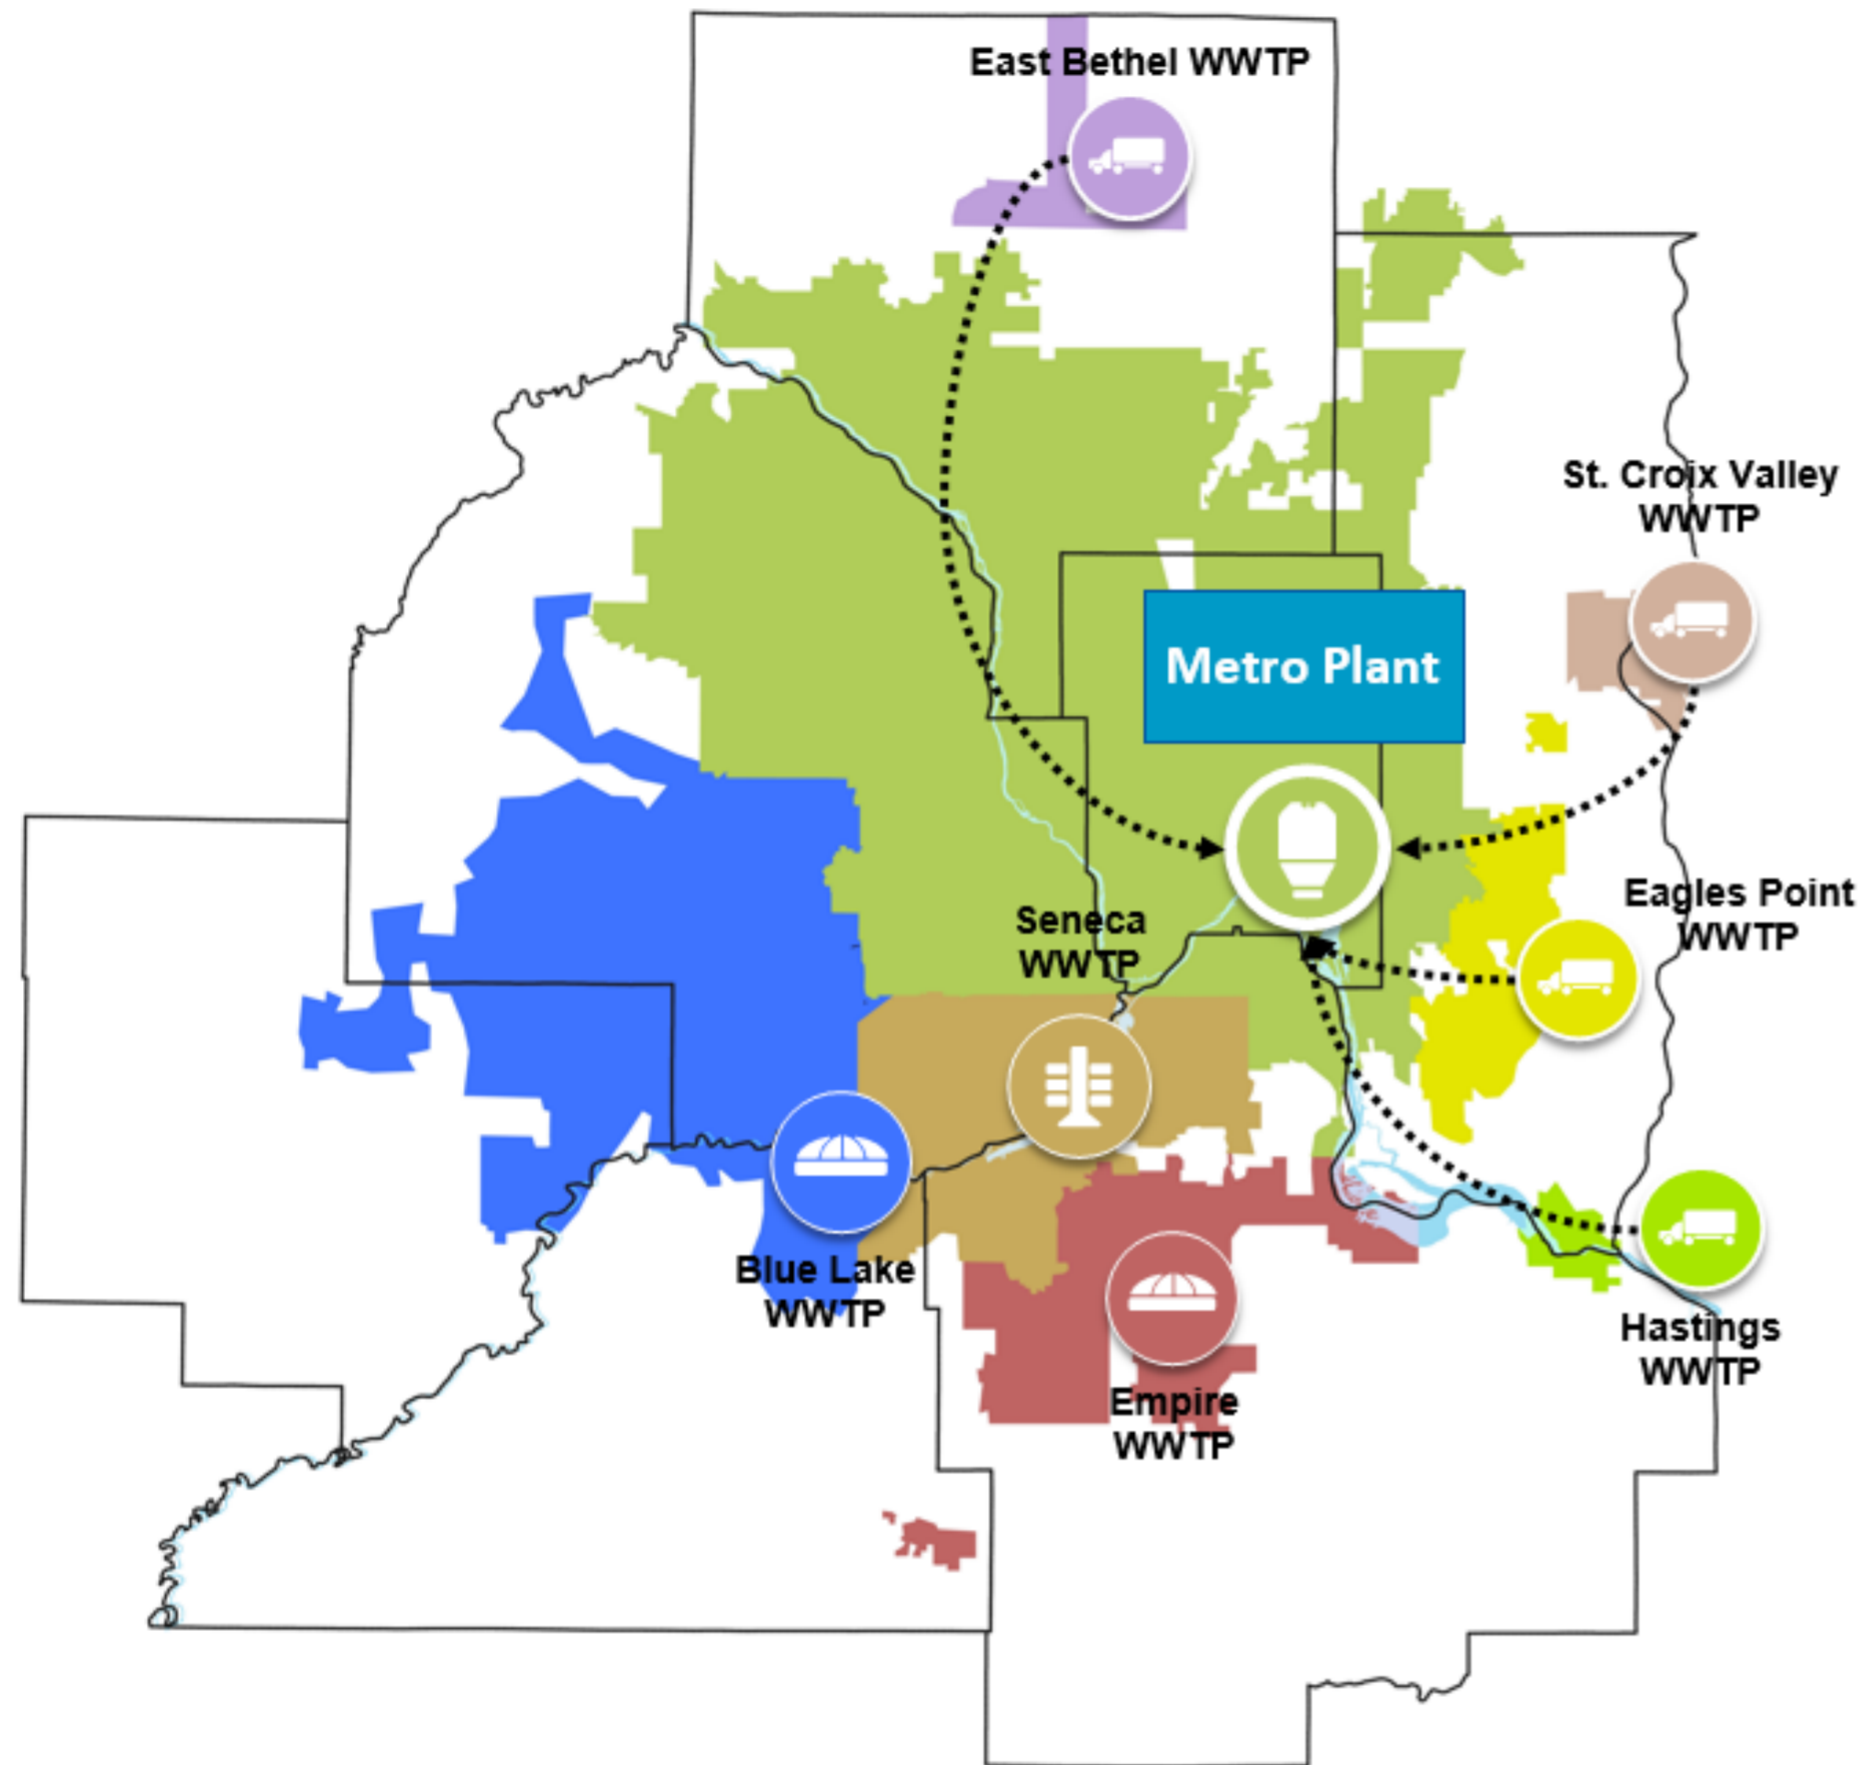 East Bethel WWTP
St. Croix Valley
WWTP
Metro Plant
Eagles Point
WWTP
Seneca
WWTP
Blue Lake
WWTP
Hastings
WWTP
Empire
WWTP